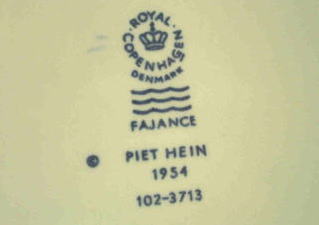 ROYAL
COPENHAGEN
DENMARK
FAJANCE
© PIET HEIN
1954
102-3713